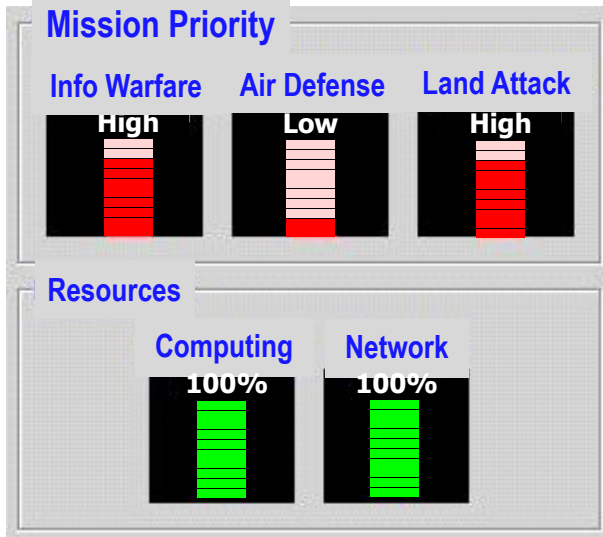 Mission Priority
Info Warfare Air Defense Land Attack
High Low High
Resources
Computing Network
100% 100%